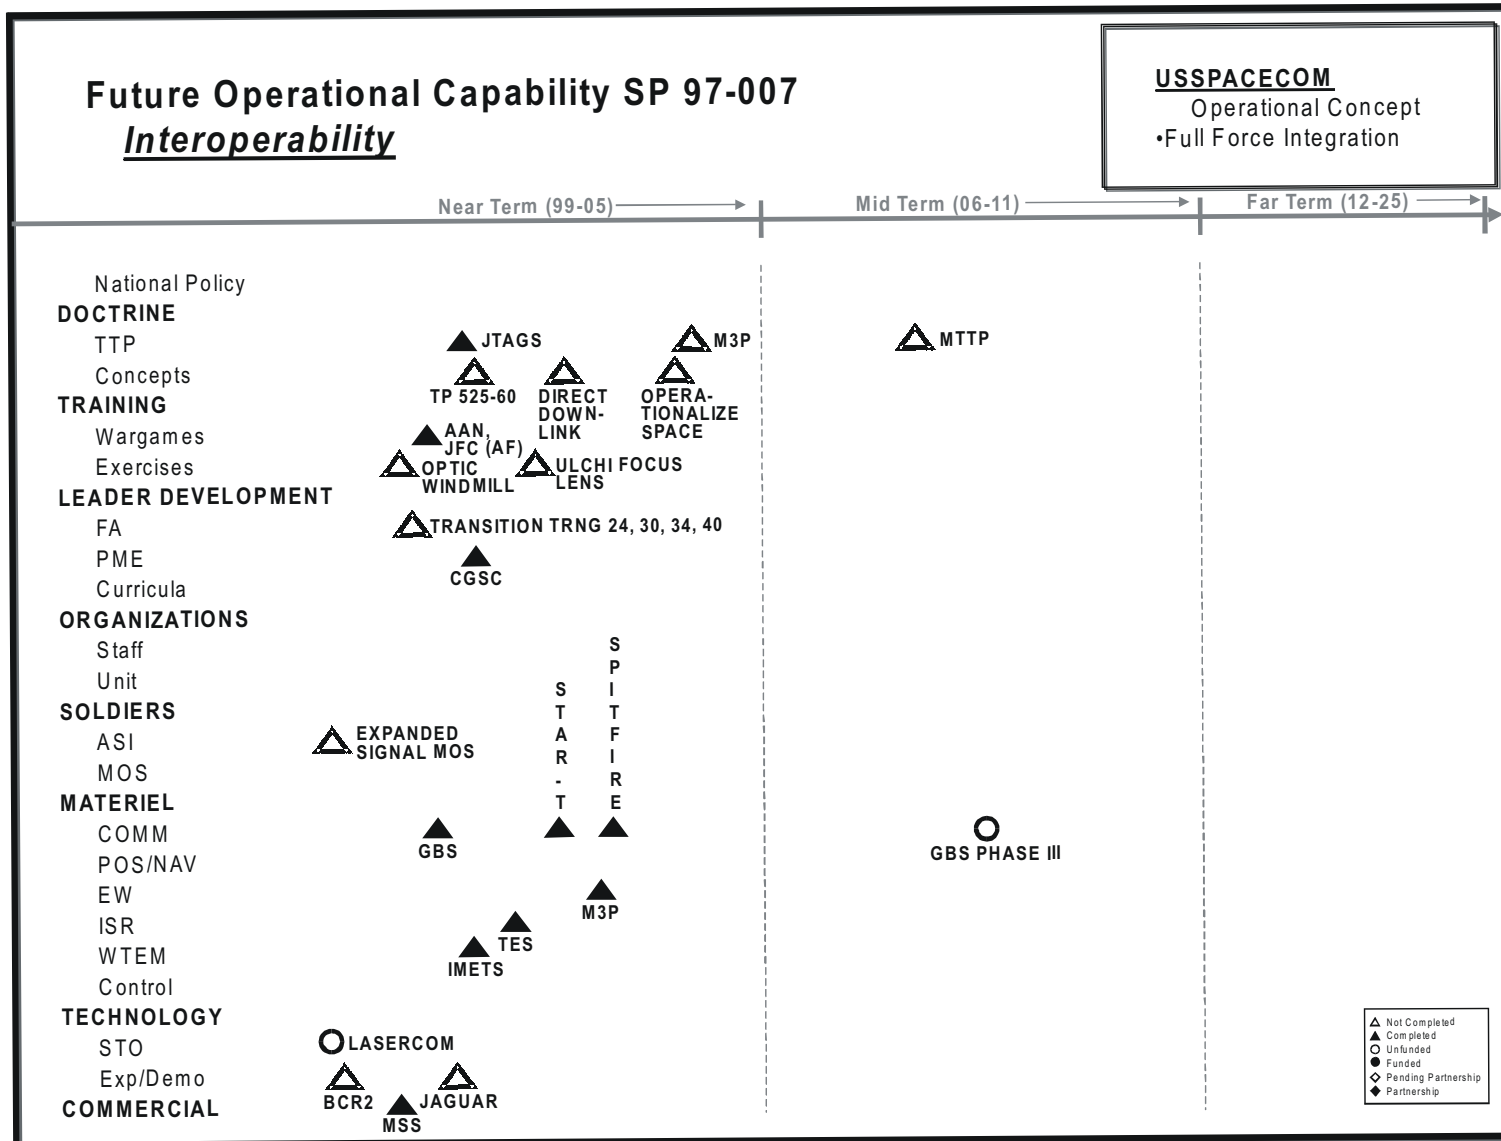 Future Operational Capability SP 97-007
Interoperability
USSPACECOM
Operational Concept
•Full Force Integration
Near Term (99-05)
Mid Term (06-11)
Far Term (12-25)
National Policy
DOCTRINE
TTP
JTAGS
M3P
MTTP
Concepts
TP 525-60
DIRECT
DOWN-
LINK
OPERA-
TIONALIZE
SPACE
TRAINING
Wargames
AAN,
JFC (AF)
Exercises
OPTIC
WINDMILL
ULCHI FOCUS
LENS
LEADER DEVELOPMENT
FA
TRANSITION TRNG 24, 30, 34, 40
PME
CGSC
Curricula
ORGANIZATIONS
Staff
Unit
SOLDIERS
ASI
EXPANDED
SIGNAL MOS
MOS
MATERIEL
STAR-T
SPITFIRE
COMM
GBS
GBS PHASE III
POS/NAV
EW
M3P
ISR
TES
WTEM
IMETS
Control
TECHNOLOGY
STO
LASERCOM
Exp/Demo
BCR2
JAGUAR
COMMERCIAL
MSS
Not Completed
Completed
Unfunded
Funded
Pending Partnership
Partnership